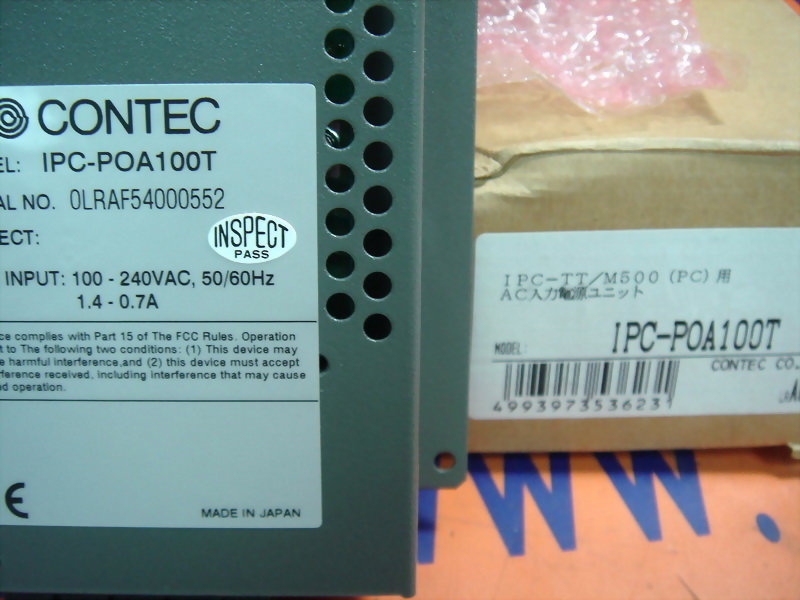 CONTEC
EL: IPC-POA100T
AL NO. 0LRAF54000552
ECT:
INSPECT
PASS
INPUT: 100 - 240VAC, 50/60Hz
1.4 - 0.7A
ce complies with Part 15 of The FCC Rules. Operation
t to The following two conditions: (1) This device may
e harmful interference,and (2) this device must accept
ference received, including interference that may cause
d operation.
CE
MADE IN JAPAN
IPC-TT/M500 (PC) 用
AC入力電源ユニット
MODEL: IPC-POA100T
CONTEC CO.
4993973536231
WW.